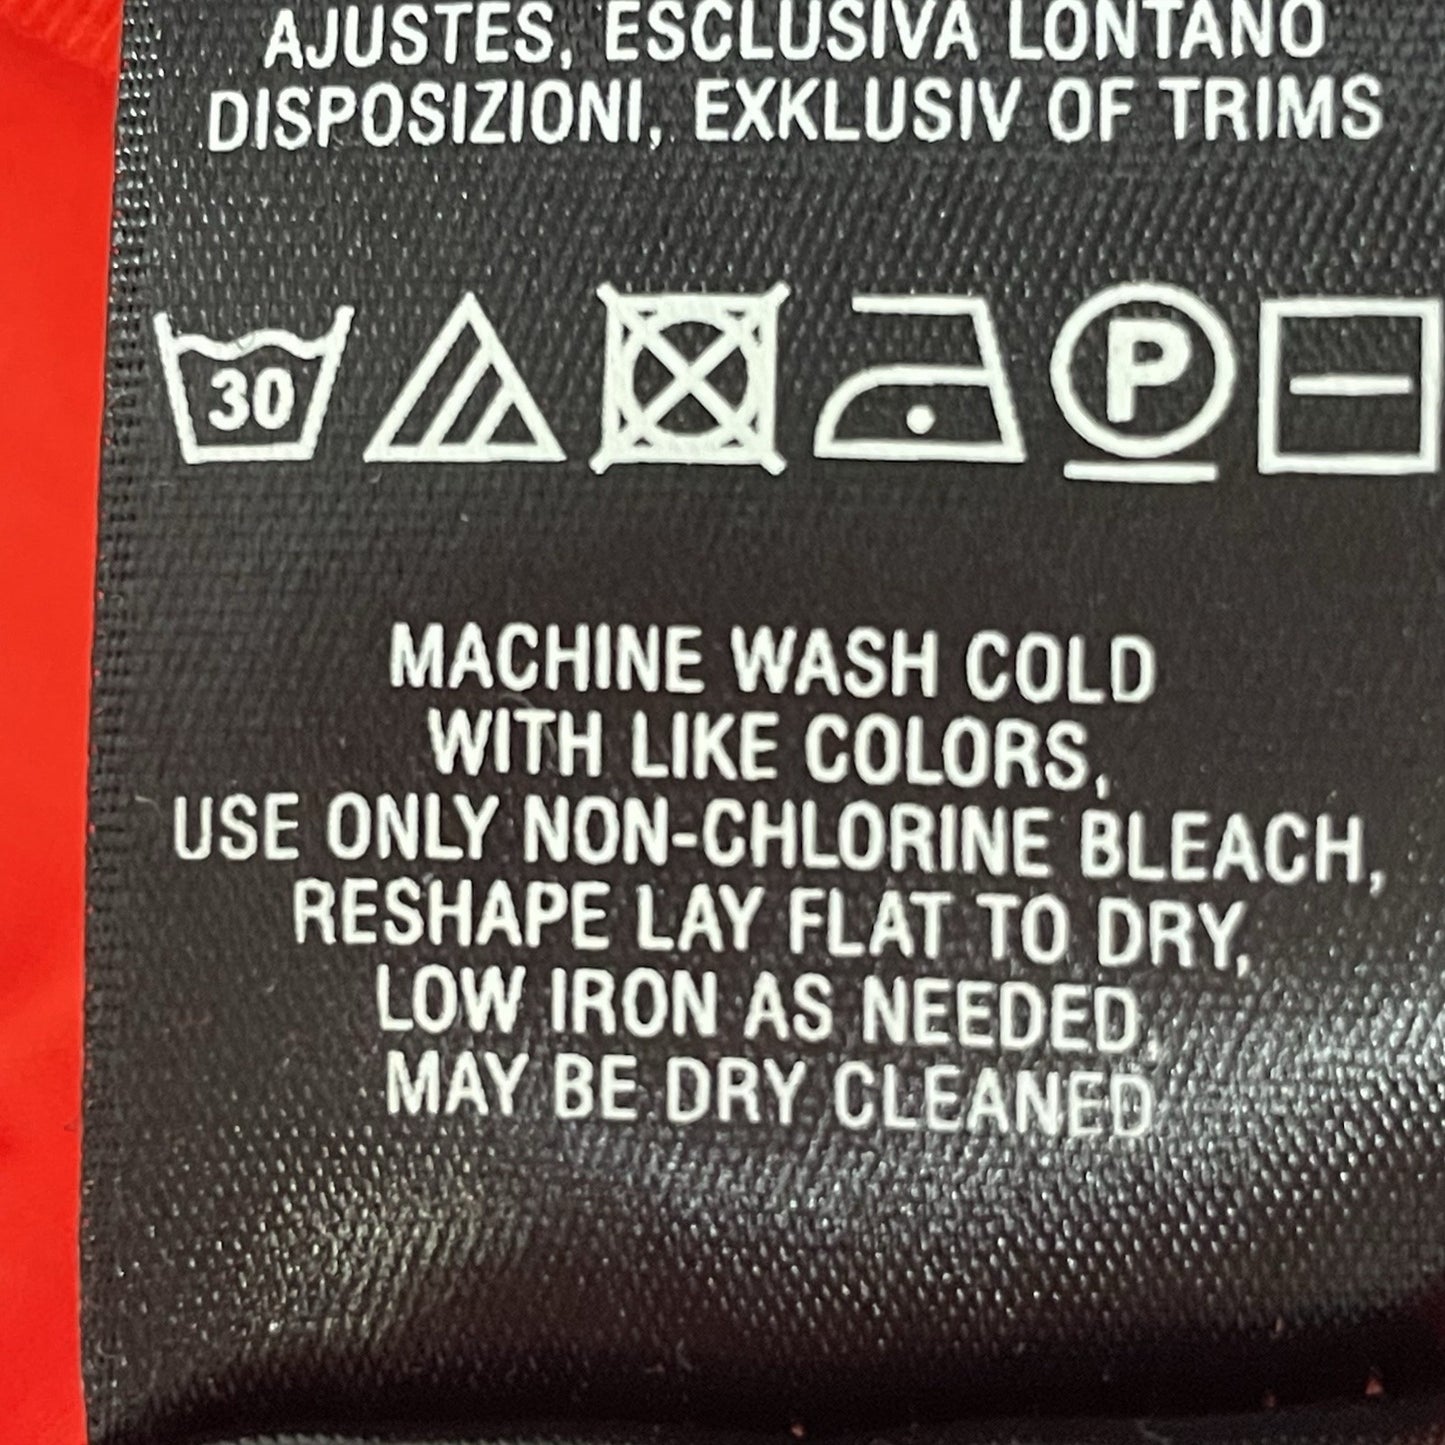 AJUSTES, ESCLUSIVA LONTANO
DISPOSIZIONI, EXKLUSIV OF TRIMS
30 P
MACHINE WASH COLD
WITH LIKE COLORS,
USE ONLY NON-CHLORINE BLEACH,
RESHAPE LAY FLAT TO DRY,
LOW IRON AS NEEDED,
MAY BE DRY CLEANED